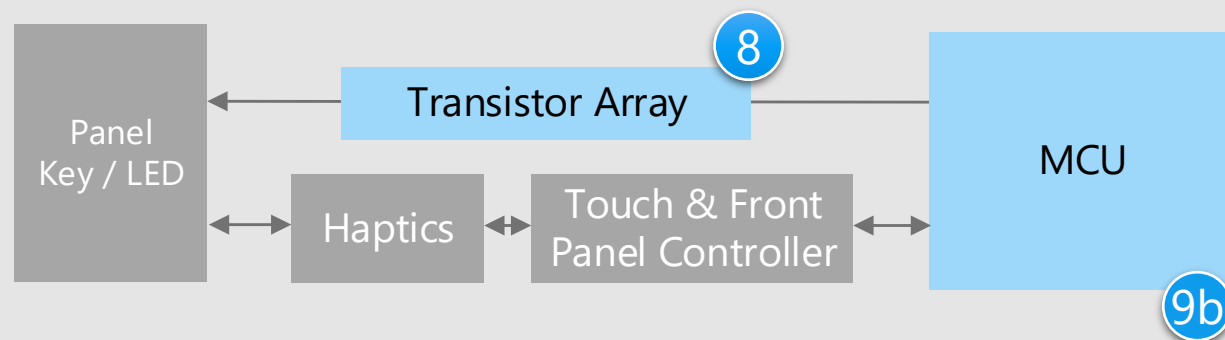 8
Transistor Array
Panel
Key / LED
MCU
Haptics
Touch & Front
Panel Controller
9b